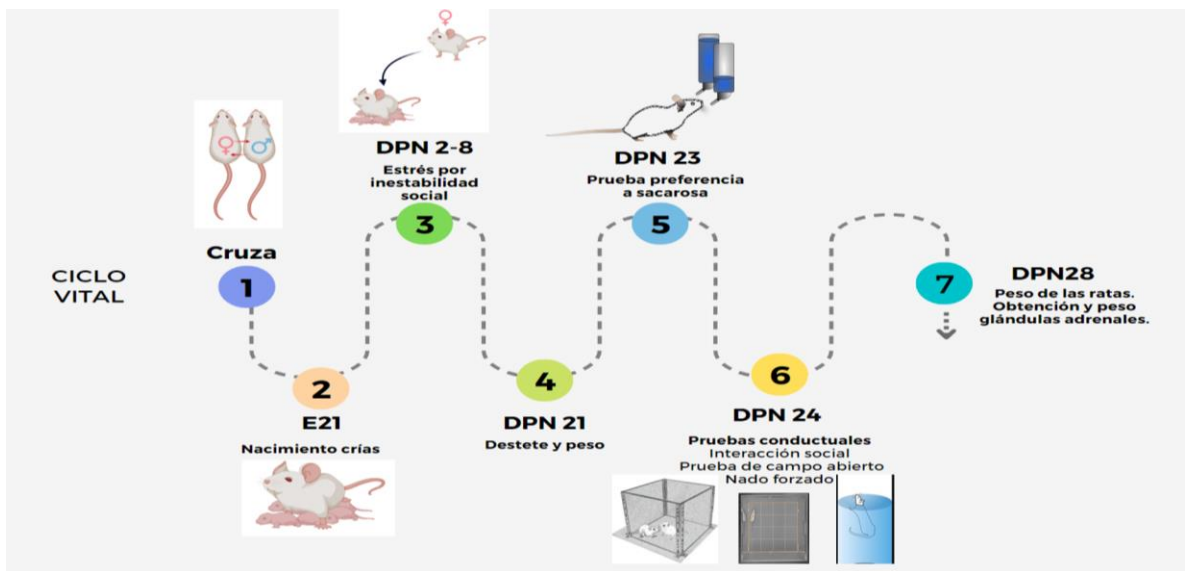 CICLO
VITAL
Cruza
1
2
E21
Nacimiento crías
DPN 2-8
Estrés por
inestabilidad
social
3
4
DPN 21
Destete y peso
DPN 23
Prueba preferencia
a sacarosa
5
6
DPN 24
Pruebas conductuales
Interacción social
Prueba de campo abierto
Nado forzado
7
DPN28
Peso de las ratas.
Obtención y peso
glándulas adrenales.